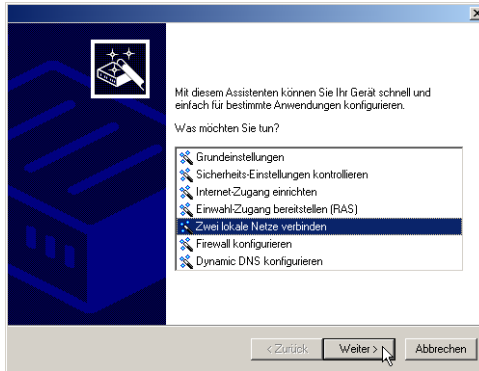 Mit diesem Assistenten können Sie Ihr Gerät schnell und
einfach für bestimmte Anwendungen konfigurieren.
Was möchten Sie tun?
Grundeinstellungen
Sicherheits-Einstellungen kontrollieren
Internet-Zugang einrichten
Einwahl-Zugang bereitstellen (RAS)
Zwei lokale Netze verbinden
Firewall konfigurieren
Dynamic DNS konfigurieren
< Zurück Weiter > Abbrechen